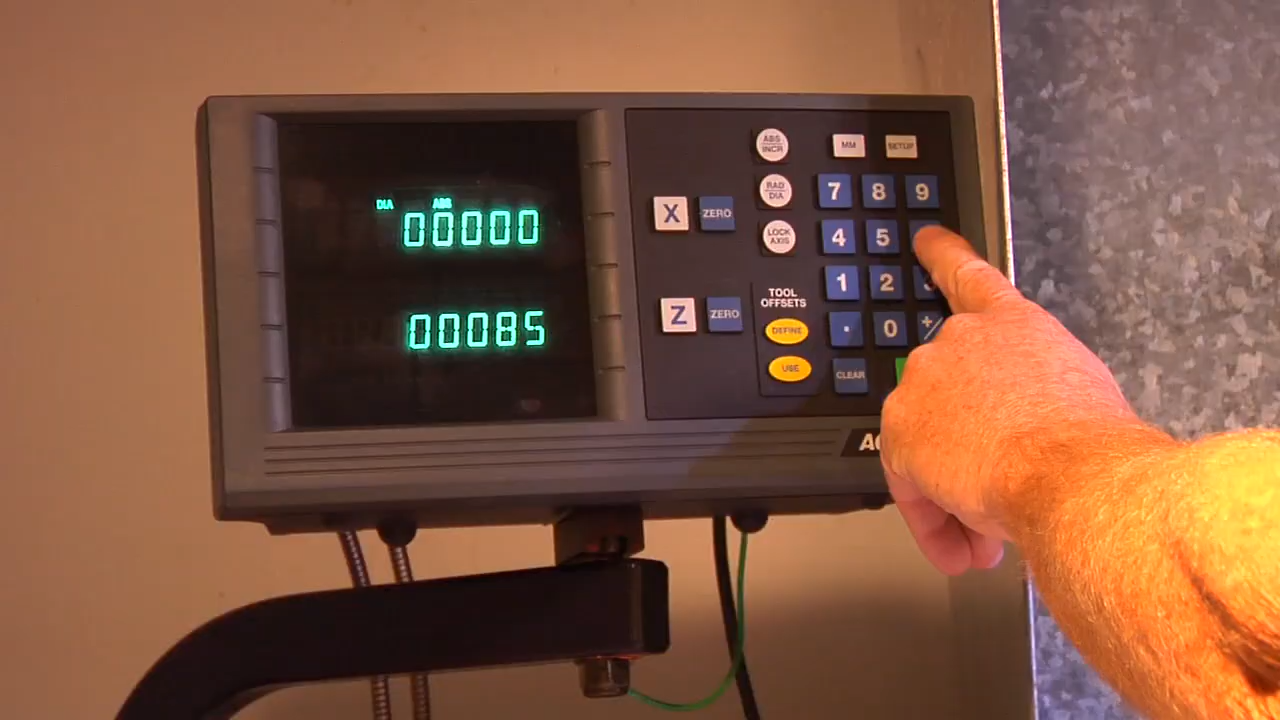 DIA ABS
00000
00085
ABS
INCR
RAD
DIA
LOCK
AXIS
X ZERO
Z ZERO
TOOL
OFFSETS
DEFINE
USE
MM SETUP
7 8 9
4 5
1 2 3
. 0 +/
CLEAR